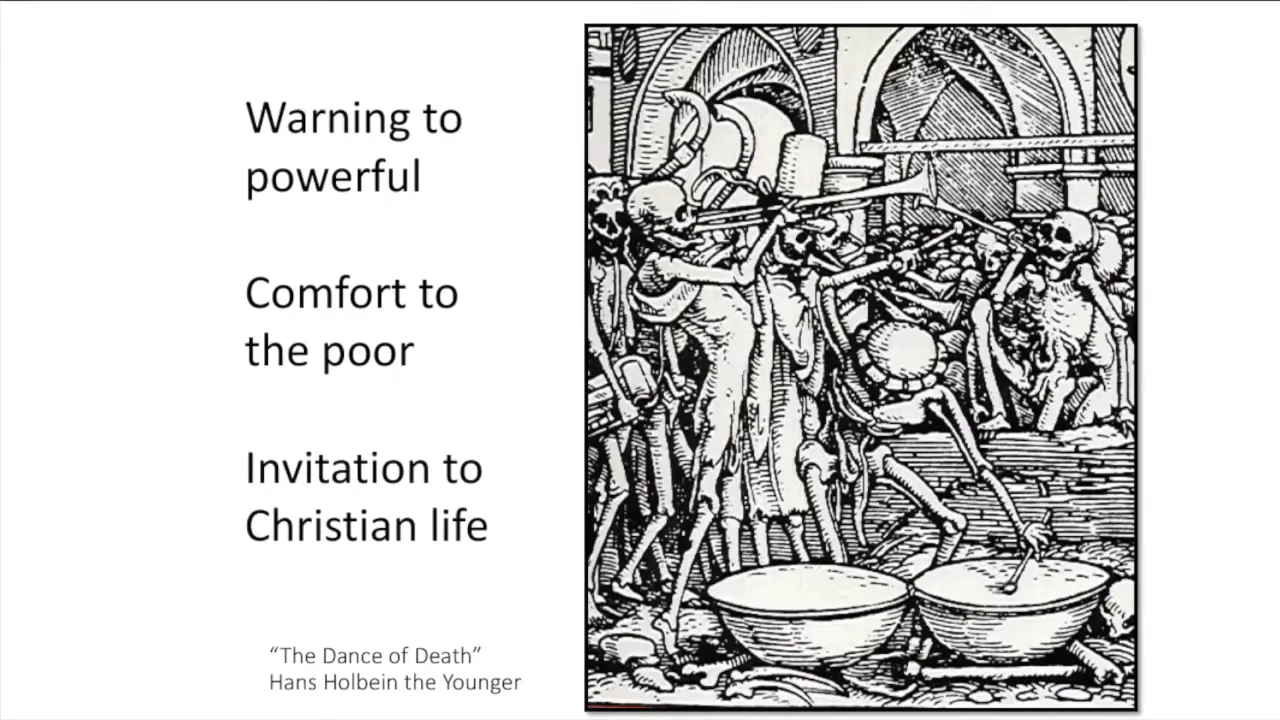 Warning to
powerful
Comfort to
the poor
Invitation to
Christian life
“The Dance of Death”
Hans Holbein the Younger